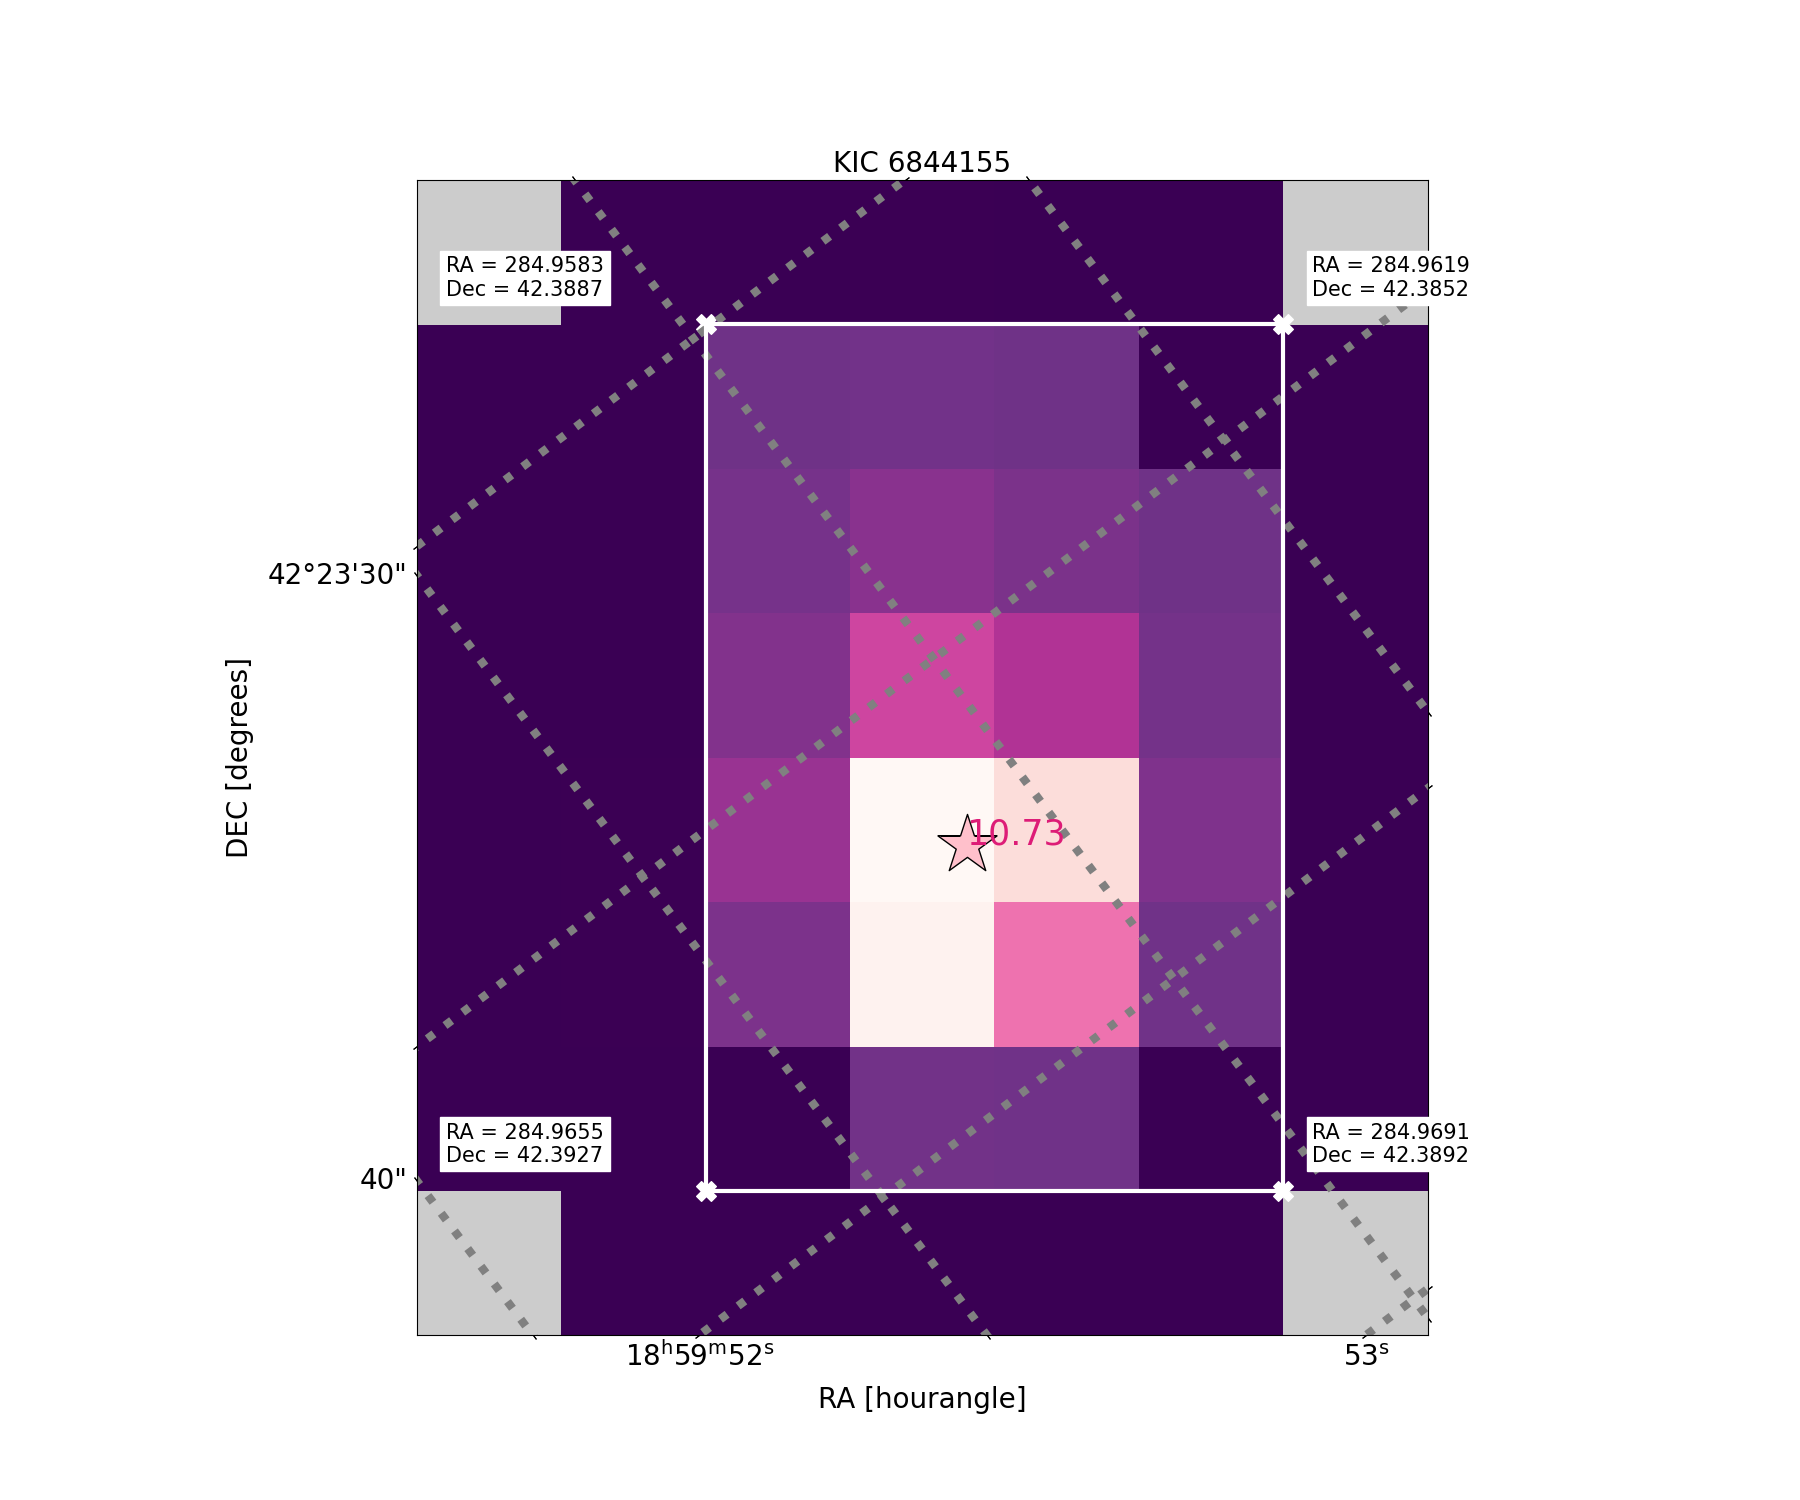 KIC 6844155
RA = 284.9583
Dec = 42.3887
RA = 284.9619
Dec = 42.3852
42°23'30"
DEC [degrees]
10.73
RA = 284.9655
Dec = 42.3927
RA = 284.9691
Dec = 42.3892
40"
18ʰ59ᵐ52ˢ
53ˢ
RA [hourangle]